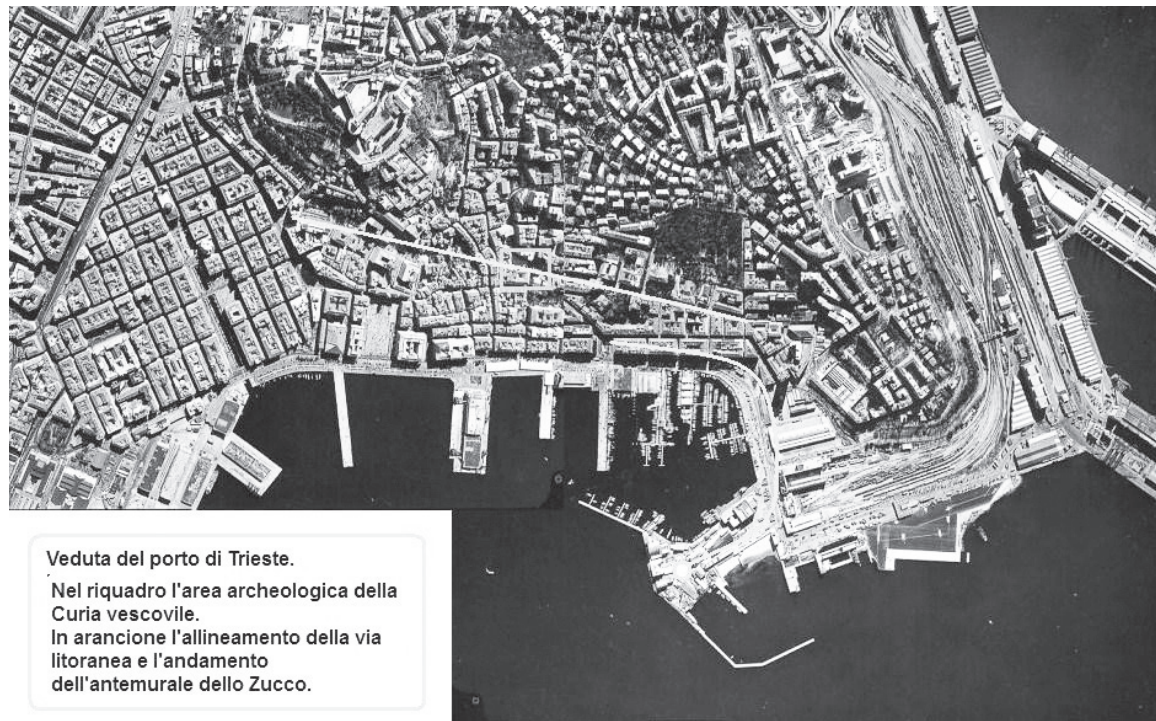 Veduta del porto di Trieste.
Nel riquadro l'area archeologica della
Curia vescovile.
In arancione l'allineamento della via
litoranea e l'andamento
dell'antemurale dello Zucco.